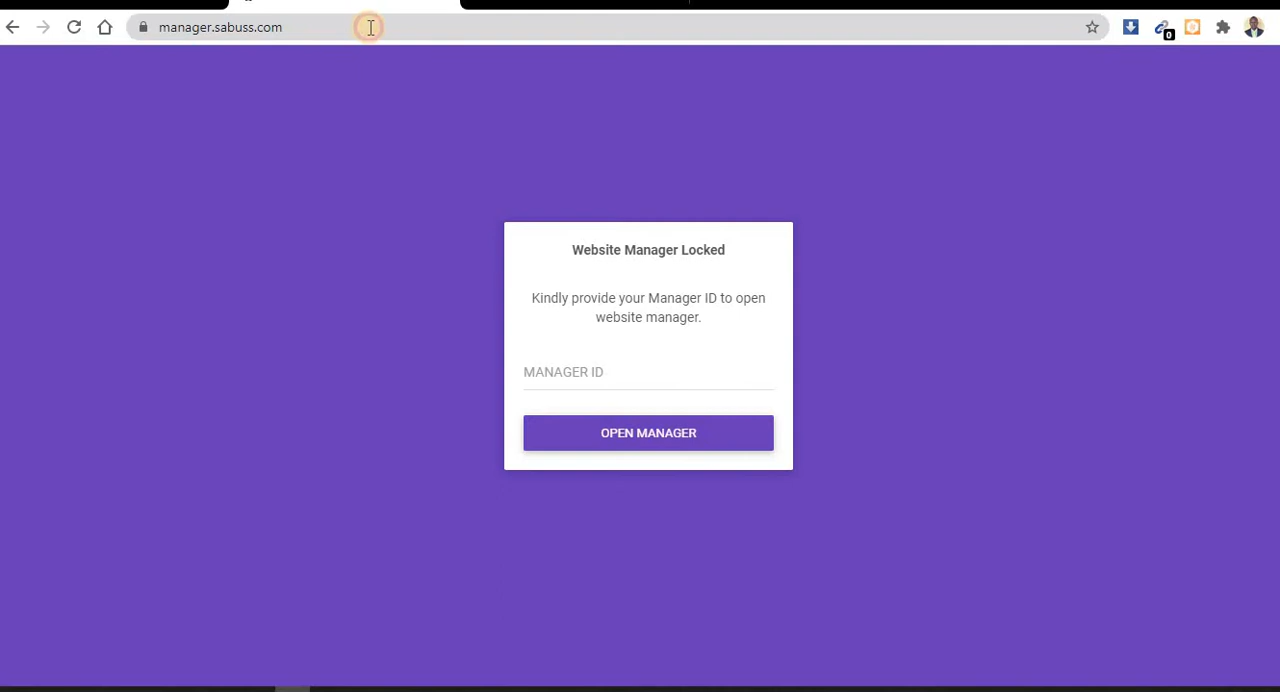 manager.sabuss.com
0
Website Manager Locked
Kindly provide your Manager ID to open
website manager.
MANAGER ID
OPEN MANAGER